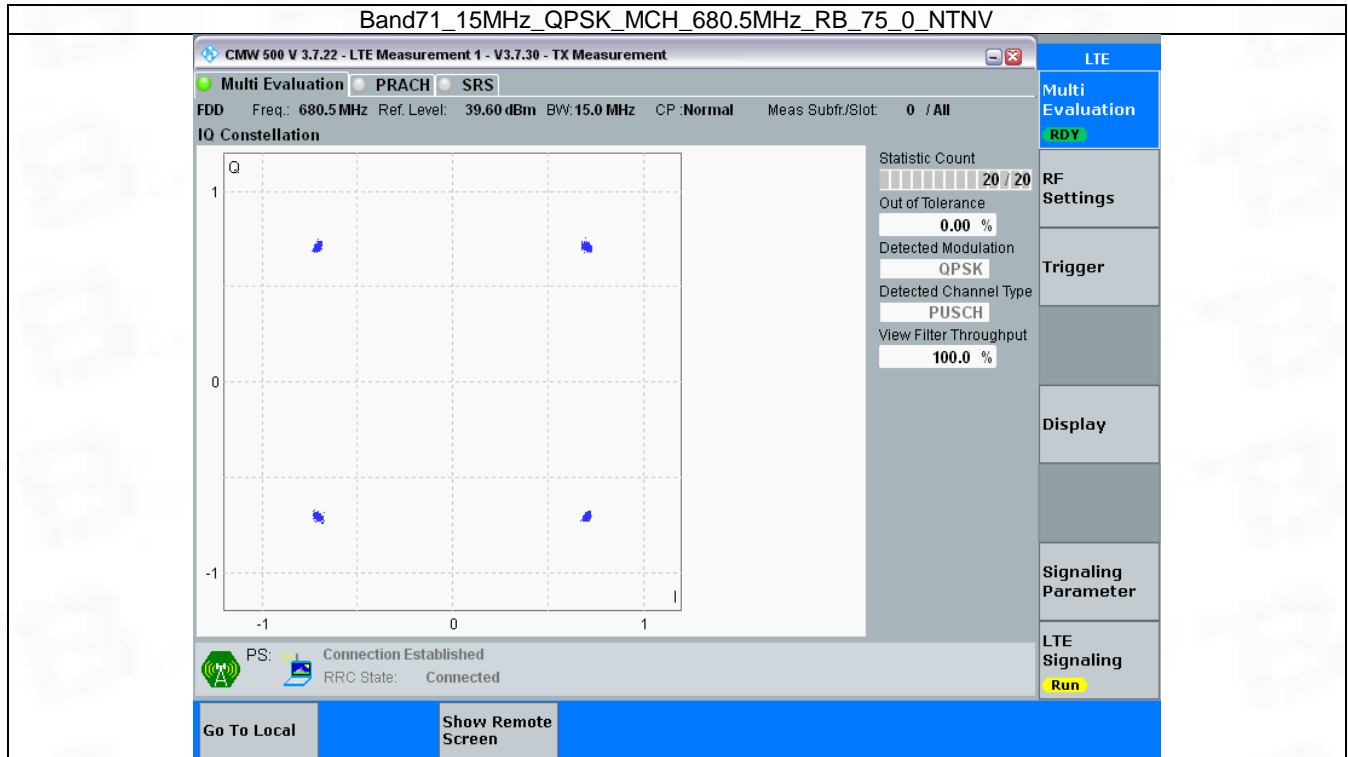 Band71_15MHz_QPSK_MCH_680.5MHz_RB_75_0_NTNV
CMW 500 V 3.7.22 - LTE Measurement 1 - V3.7.30 - TX Measurement
LTE
Multi Evaluation PRACH SRS
Multi
Evaluation
RDY
FDD Freq.: 680.5 MHz Ref. Level: 39.60 dBm BW: 15.0 MHz CP :Normal Meas Subfr./Slot: 0 / All
IQ Constellation
Q
1
0
-1
I
-1 0 1
Statistic Count
20 / 20
Out of Tolerance
0.00 %
Detected Modulation
QPSK
Detected Channel Type
PUSCH
View Filter Throughput
100.0 %
RF
Settings
Trigger
Display
Signaling
Parameter
LTE
Signaling
Run
PS: Connection Established
RRC State: Connected
Go To Local
Show Remote
Screen